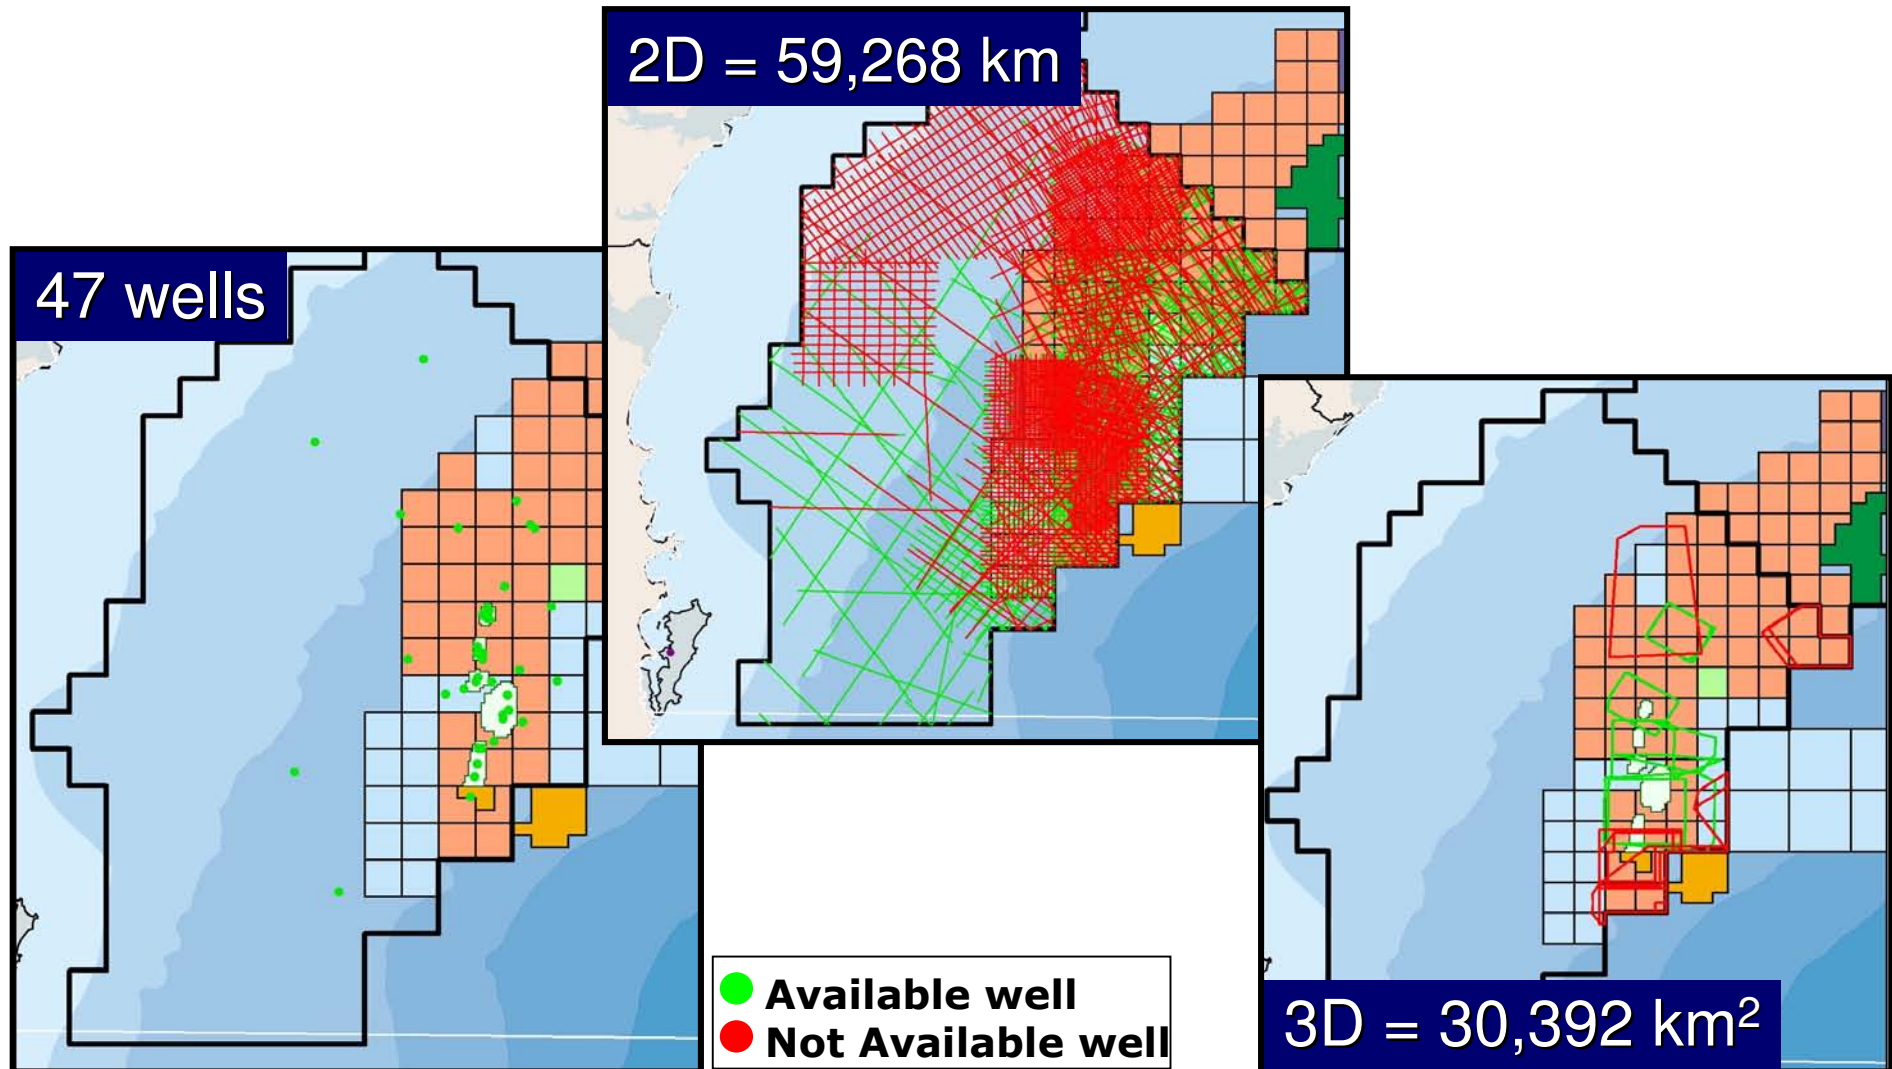 2D = 59,268 km
47 wells
Available well
Not Available well
3D = 30,392 km²